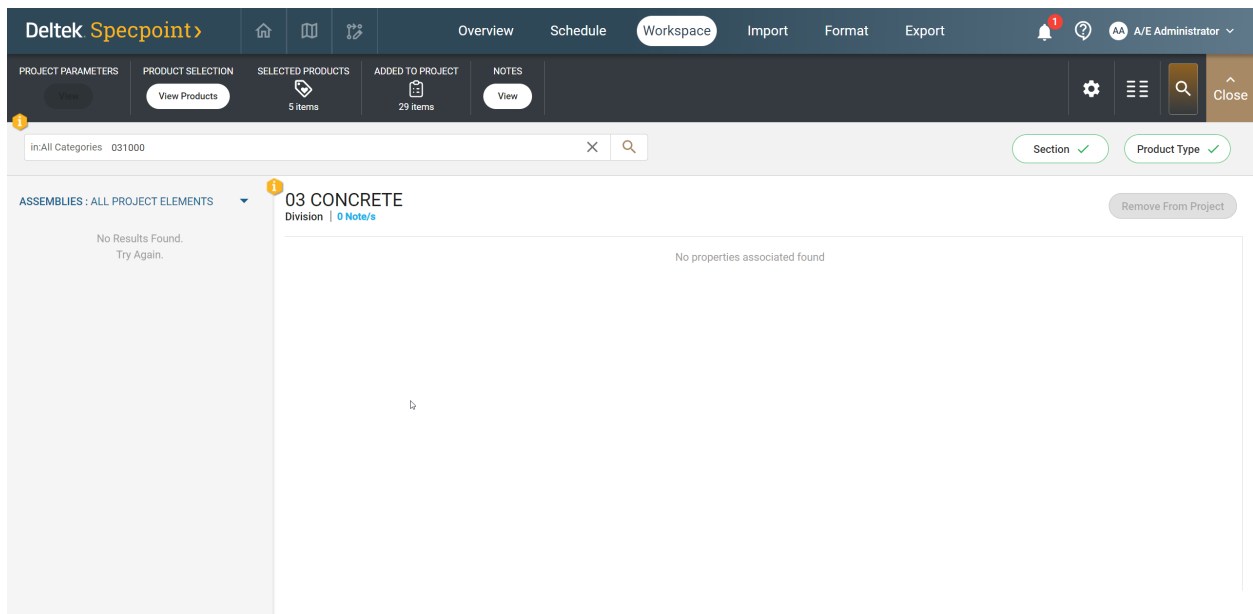 Deltek Specpoint>
Overview Schedule Workspace Import Format Export
1
AA A/E Administrator
PROJECT PARAMETERS PRODUCT SELECTION SELECTED PRODUCTS ADDED TO PROJECT NOTES
View View Products 5 items 29 items View
Close
in:All Categories 031000
Section Product Type
ASSEMBLIES : ALL PROJECT ELEMENTS
No Results Found.
Try Again.
03 CONCRETE
Division | 0 Note/s
Remove From Project
No properties associated found